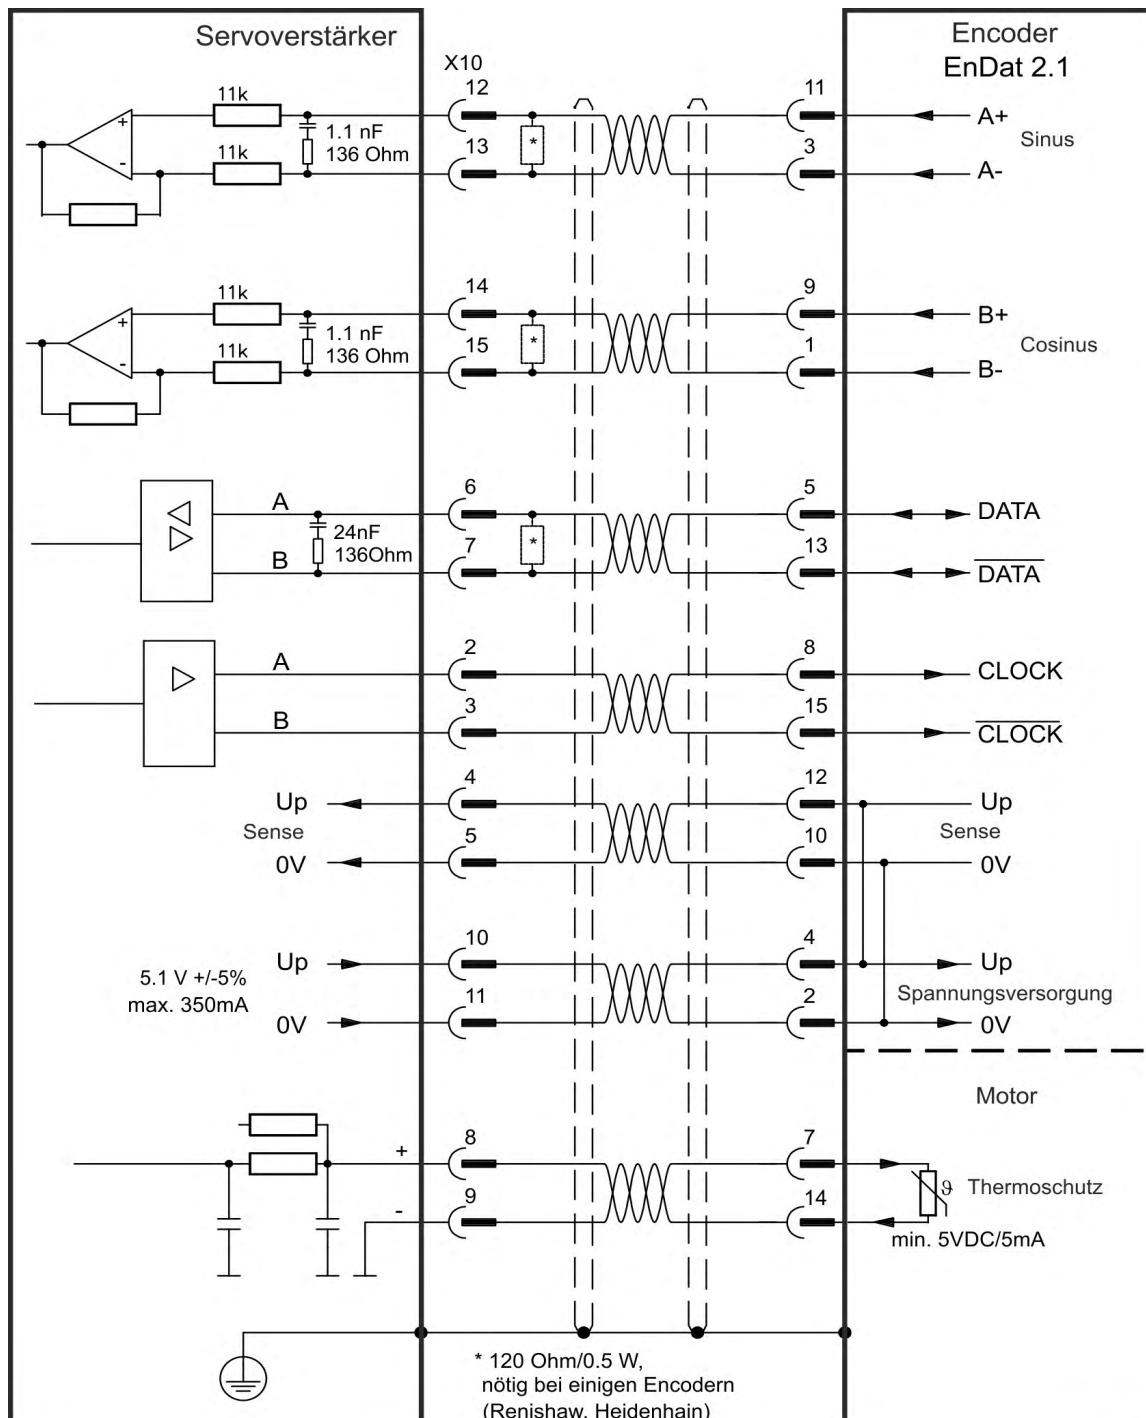 Servoverstärker
Encoder
EnDat 2.1
X10
11k
12
11
A+
+
1.1 nF
136 Ohm
*
Sinus
11k
13
3
A-
-
11k
14
9
B+
+
1.1 nF
136 Ohm
*
Cosinus
11k
15
1
B-
-
A
6
5
DATA
24nF
136Ohm
*
B
7
13
DATA
A
2
8
CLOCK
B
3
15
CLOCK
Up
4
12
Up
Sense
Sense
0V
5
10
0V
Up
10
4
Up
5.1 V +/-5%
max. 350mA
Spannungsversorgung
0V
11
2
0V
Motor
+
8
7
ϑ
Thermoschutz
-
9
14
min. 5VDC/5mA
* 120 Ohm/0.5 W,
nötig bei einigen Encodern
(Renishaw, Heidenhain)